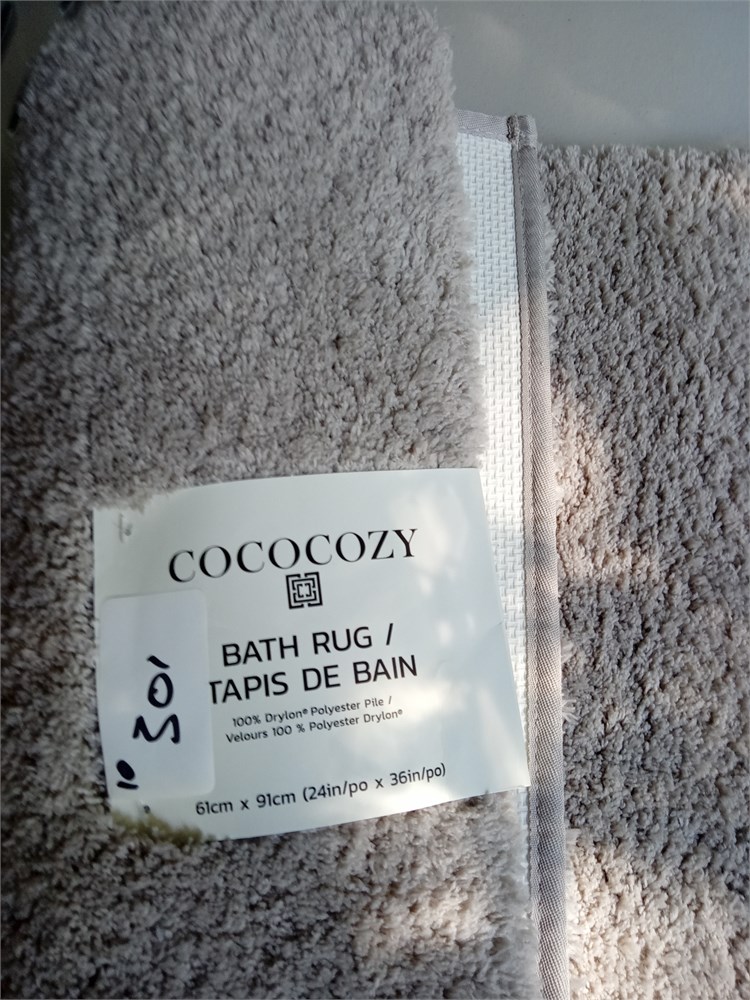 COCOCOZY
BATH RUG /
TAPIS DE BAIN
100% Drylon® Polyester Pile /
Velours 100 % Polyester Drylon®
61cm x 91cm (24in/po x 36in/po)